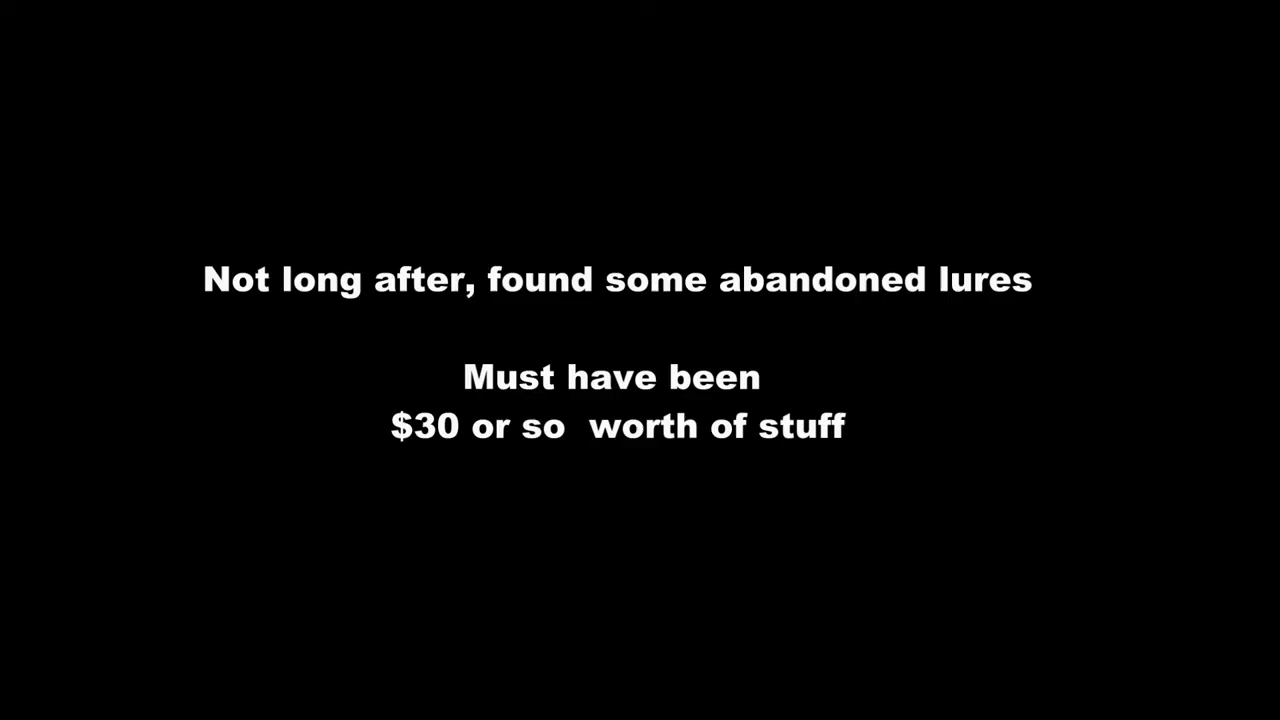 Not long after, found some abandoned lures
Must have been
$30 or so  worth of stuff